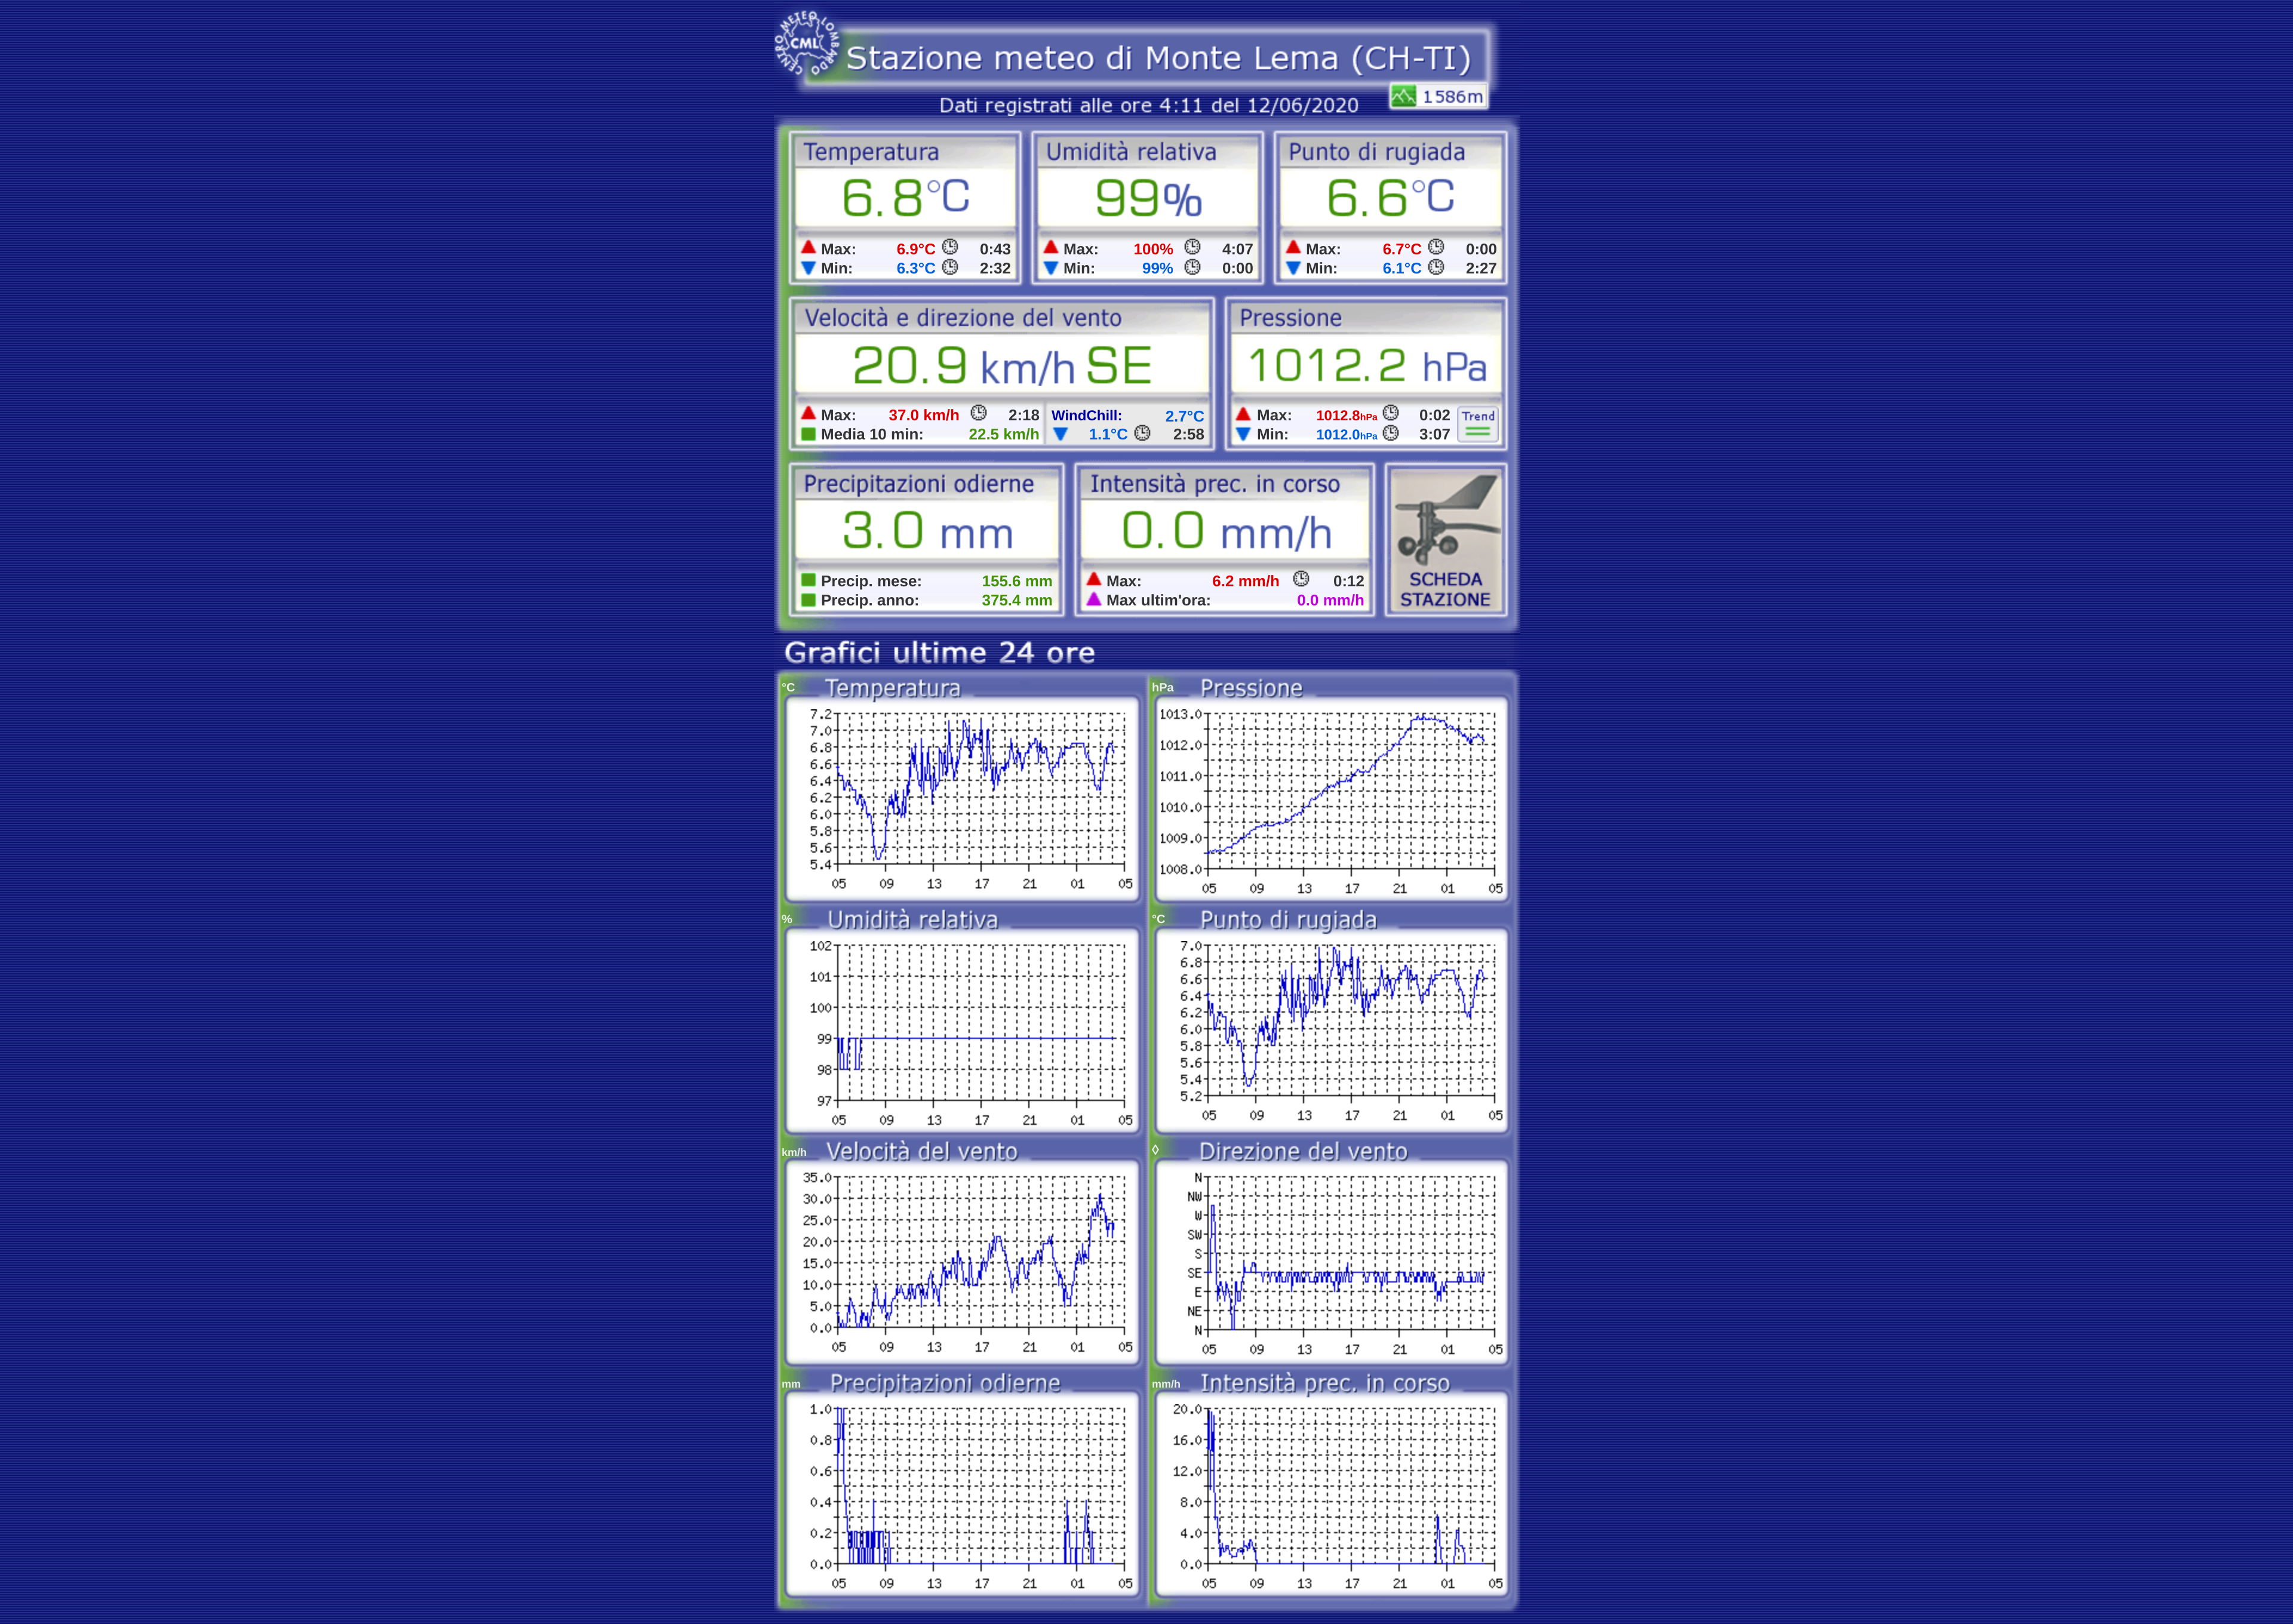 CENTRO METEO LOMBARDO
CML
Stazione meteo di Monte Lema (CH-TI)
1586m
Dati registrati alle ore 4:11 del 12/06/2020
Temperatura
6.8°C
Max: 6.9°C 0:43
Min: 6.3°C 2:32
Umidità relativa
99%
Max: 100% 4:07
Min: 99% 0:00
Punto di rugiada
6.6°C
Max: 6.7°C 0:00
Min: 6.1°C 2:27
Velocità e direzione del vento
20.9 km/h SE
Max: 37.0 km/h 2:18
Media 10 min: 22.5 km/h
WindChill: 2.7°C
1.1°C 2:58
Pressione
1012.2 hPa
Max: 1012.8hPa 0:02
Min: 1012.0hPa 3:07
Trend
Precipitazioni odierne
3.0 mm
Precip. mese: 155.6 mm
Precip. anno: 375.4 mm
Intensità prec. in corso
0.0 mm/h
Max: 6.2 mm/h 0:12
Max ultim'ora: 0.0 mm/h
SCHEDA
STAZIONE
Grafici ultime 24 ore
°C Temperatura
7.2
7.0
6.8
6.6
6.4
6.2
6.0
5.8
5.6
5.4
05 09 13 17 21 01 05
hPa Pressione
1013.0
1012.0
1011.0
1010.0
1009.0
1008.0
05 09 13 17 21 01 05
% Umidità relativa
102
101
100
99
98
97
05 09 13 17 21 01 05
°C Punto di rugiada
7.0
6.8
6.6
6.4
6.2
6.0
5.8
5.6
5.4
5.2
05 09 13 17 21 01 05
km/h Velocità del vento
35.0
30.0
25.0
20.0
15.0
10.0
5.0
0.0
05 09 13 17 21 01 05
◊ Direzione del vento
N
NW
W
SW
S
SE
E
NE
N
05 09 13 17 21 01 05
mm Precipitazioni odierne
1.0
0.8
0.6
0.4
0.2
0.0
05 09 13 17 21 01 05
mm/h Intensità prec. in corso
20.0
16.0
12.0
8.0
4.0
0.0
05 09 13 17 21 01 05